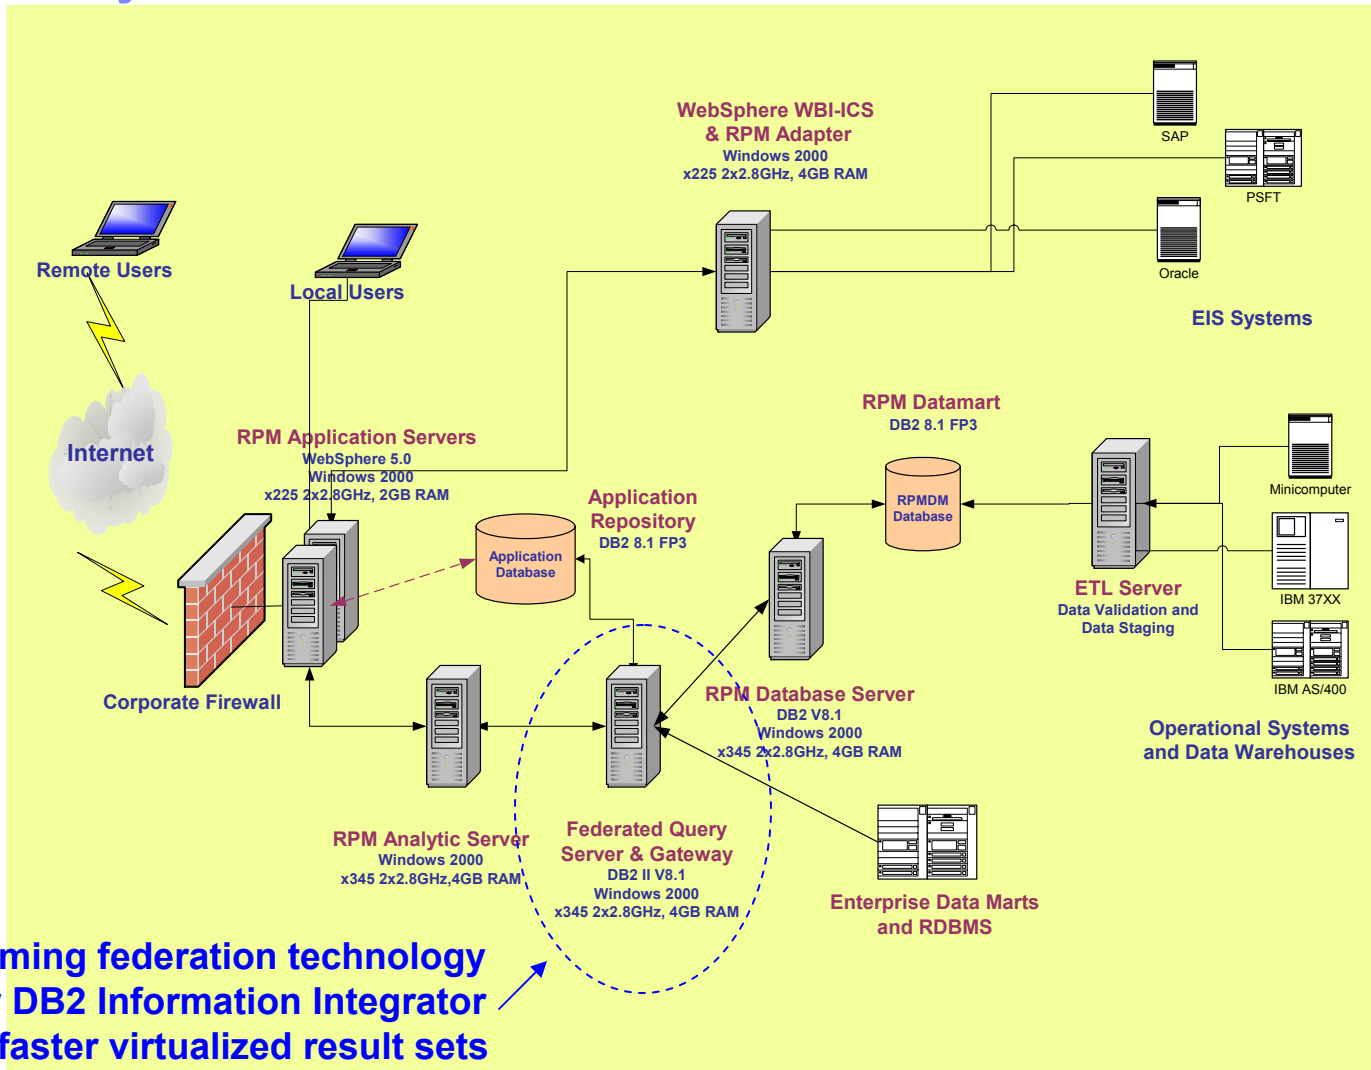 WebSphere WBI-ICS
& RPM Adapter
Windows 2000
x225 2x2.8GHz, 4GB RAM
SAP
PSFT
Oracle
EIS Systems
Remote Users
Local Users
Internet
RPM Application Servers
WebSphere 5.0
Windows 2000
x225 2x2.8GHz, 2GB RAM
Application
Repository
DB2 8.1 FP3
Application
Database
RPM Datamart
DB2 8.1 FP3
RPMDM
Database
ETL Server
Data Validation and
Data Staging
Minicomputer
IBM 37XX
IBM AS/400
Operational Systems
and Data Warehouses
Corporate Firewall
RPM Database Server
DB2 V8.1
Windows 2000
x345 2x2.8GHz, 4GB RAM
RPM Analytic Server
Windows 2000
x345 2x2.8GHz,4GB RAM
Federated Query
Server & Gateway
DB2 II V8.1
Windows 2000
x345 2x2.8GHz, 4GB RAM
Enterprise Data Marts
and RDBMS
ming federation technology
DB2 Information Integrator
faster virtualized result sets